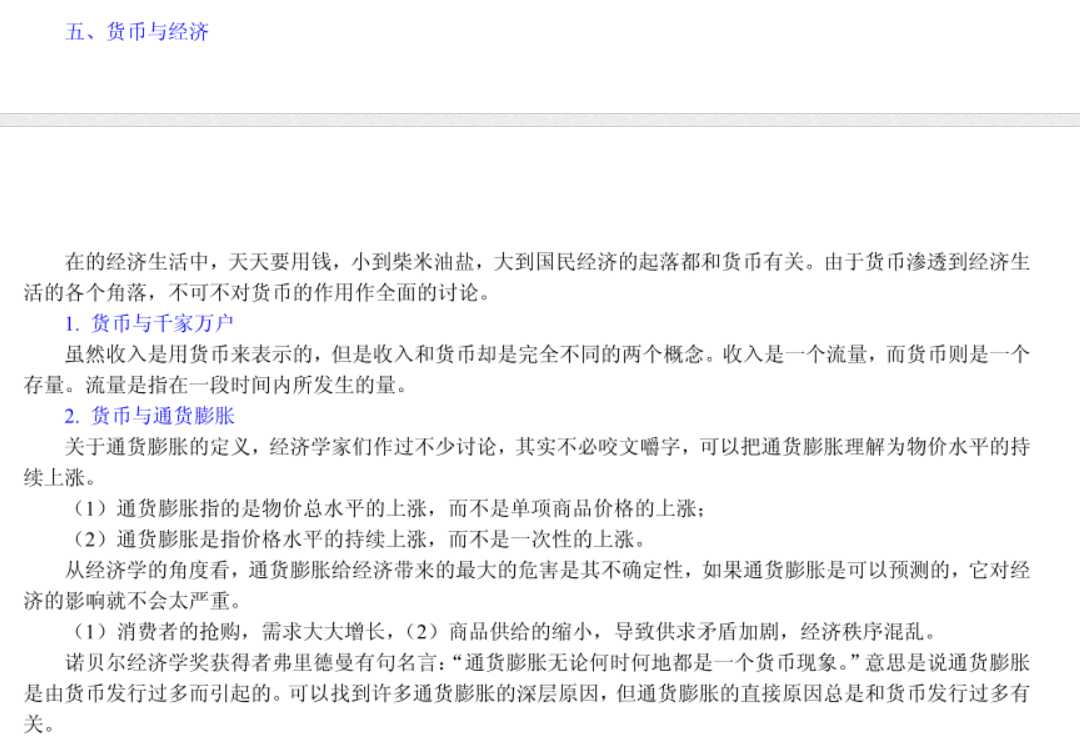 五、货币与经济
在的经济生活中，天天要用钱，小到柴米油盐，大到国民经济的起落都和货币有关。由于货币渗透到经济生
活的各个角落，不可不对货币的作用作全面的讨论。
1. 货币与千家万户
虽然收入是用货币来表示的，但是收入和货币却是完全不同的两个概念。收入是一个流量，而货币则是一个
存量。流量是指在一段时间内所发生的量。
2. 货币与通货膨胀
关于通货膨胀的定义，经济学家们作过不少讨论，其实不必咬文嚼字，可以把通货膨胀理解为物价水平的持
续上涨。
（1）通货膨胀指的是物价总水平的上涨，而不是单项商品价格的上涨；
（2）通货膨胀是指价格水平的持续上涨，而不是一次性的上涨。
从经济学的角度看，通货膨胀给经济带来的最大的危害是其不确定性，如果通货膨胀是可以预测的，它对经
济的影响就不会太严重。
（1）消费者的抢购，需求大大增长，（2）商品供给的缩小，导致供求矛盾加剧，经济秩序混乱。
诺贝尔经济学奖获得者弗里德曼有句名言：“通货膨胀无论何时何地都是一个货币现象。”意思是说通货膨胀
是由货币发行过多而引起的。可以找到许多通货膨胀的深层原因，但通货膨胀的直接原因总是和货币发行过多有
关。